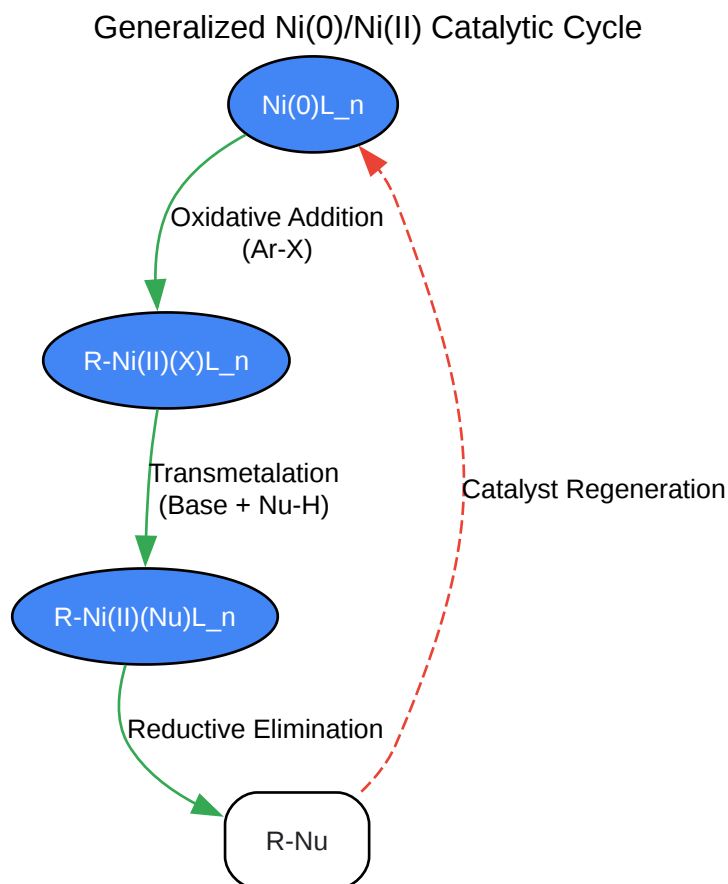 Generalized Ni(0)/Ni(II) Catalytic Cycle
Ni(0)L_n
Oxidative Addition
(Ar-X)
R-Ni(II)(X)L_n
Transmetalation
(Base + Nu-H)
Catalyst Regeneration
R-Ni(II)(Nu)L_n
Reductive Elimination
R-Nu